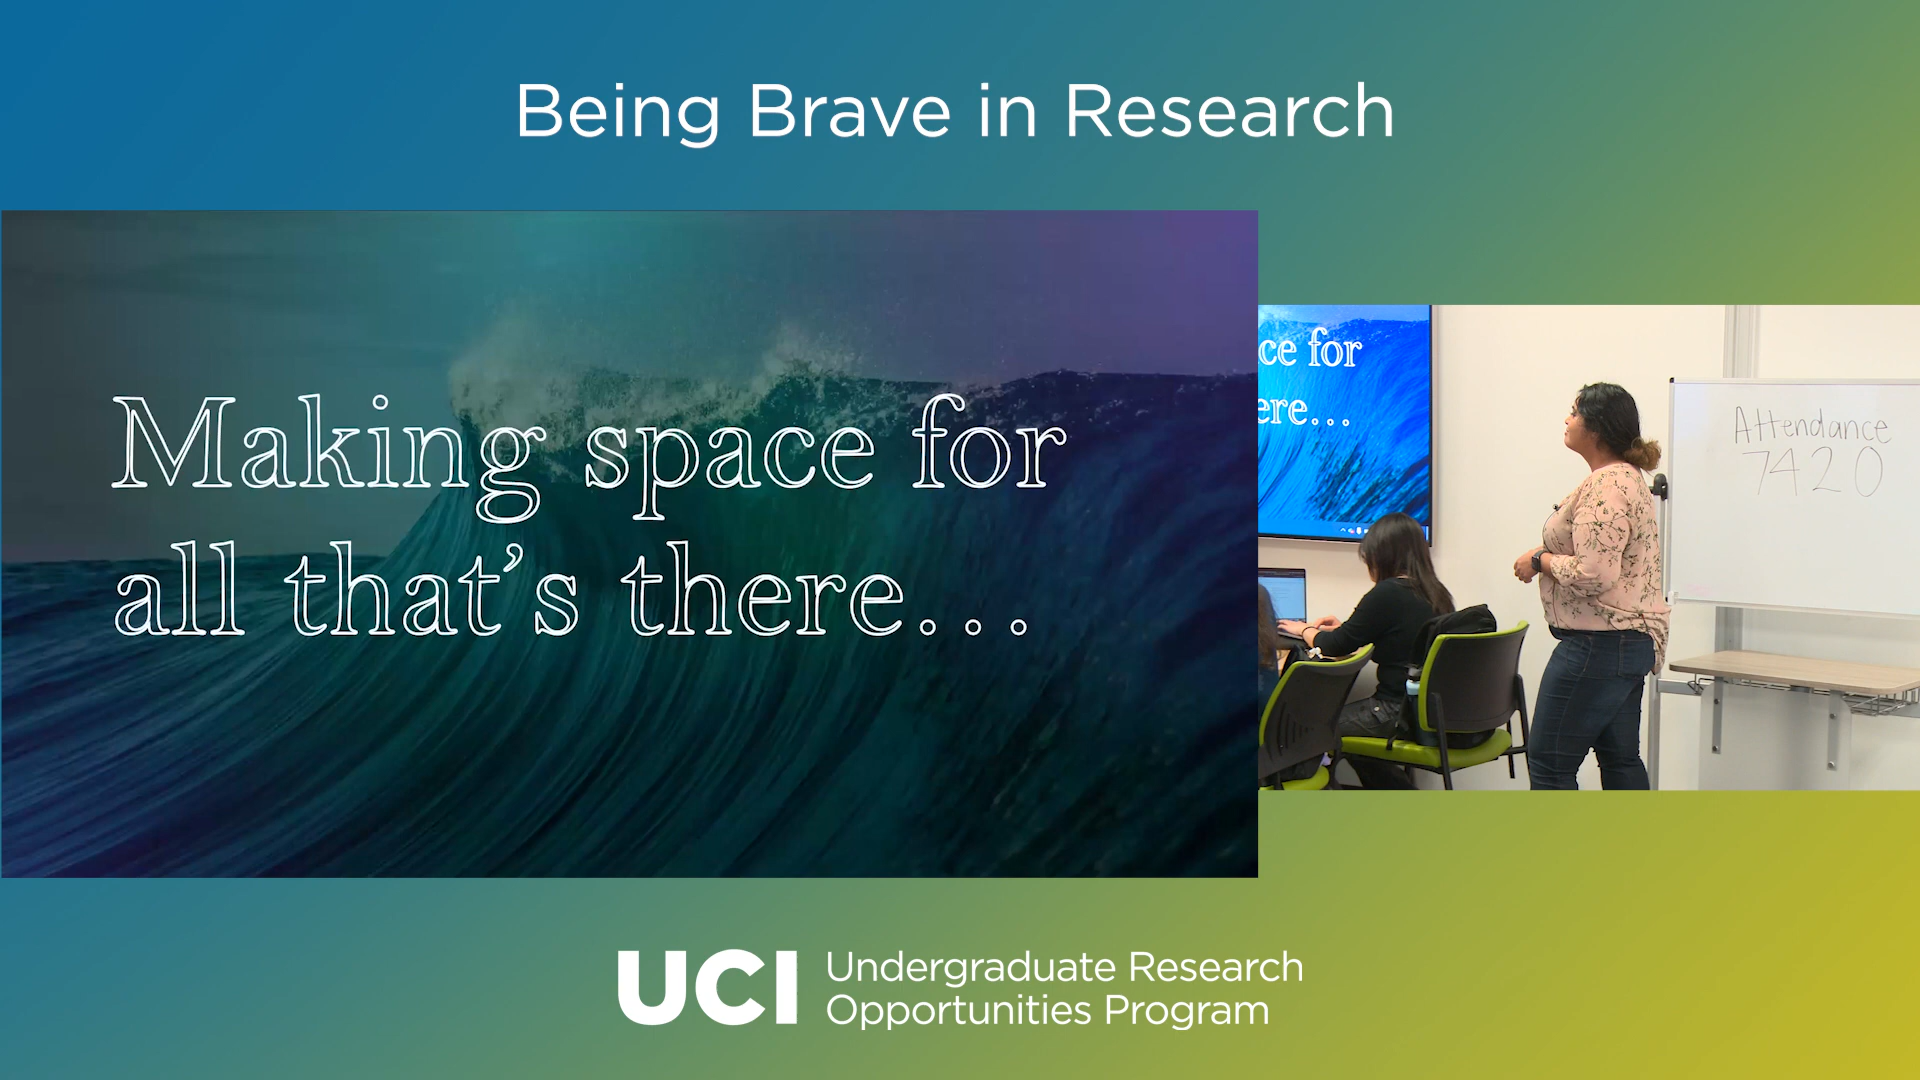 Being Brave in Research
Making space for
all that's there...
ce for
ere...
Attendance
7420
UCI Undergraduate Research
Opportunities Program